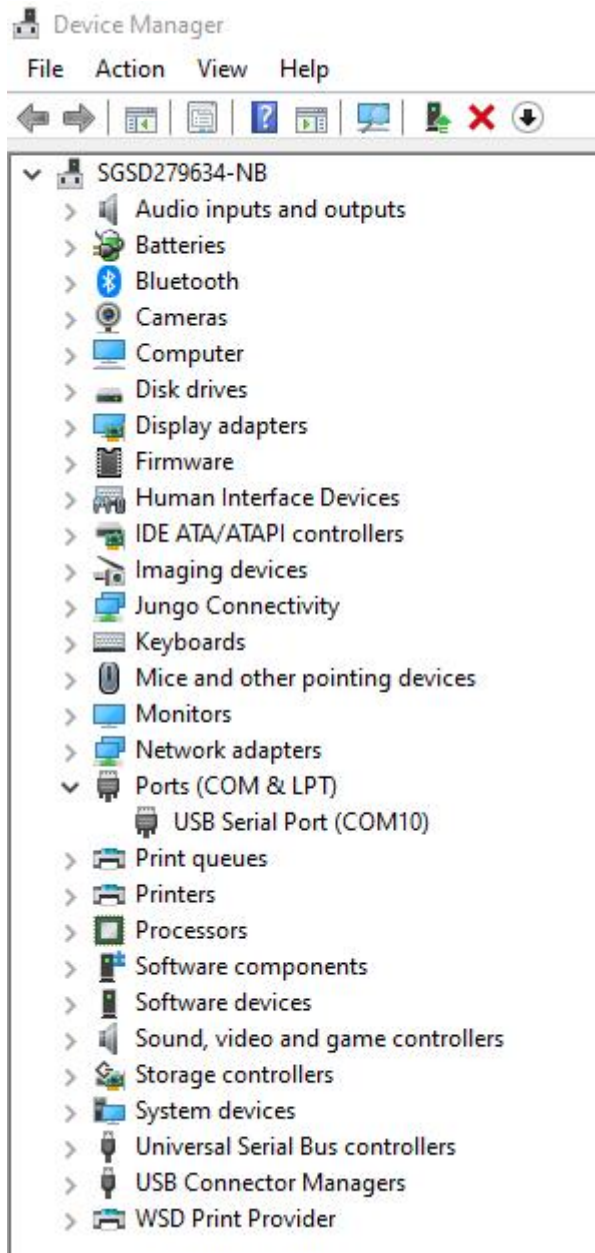 Device Manager
File Action View Help
SGSD279634-NB
Audio inputs and outputs
Batteries
Bluetooth
Cameras
Computer
Disk drives
Display adapters
Firmware
Human Interface Devices
IDE ATA/ATAPI controllers
Imaging devices
Jungo Connectivity
Keyboards
Mice and other pointing devices
Monitors
Network adapters
Ports (COM & LPT)
USB Serial Port (COM10)
Print queues
Printers
Processors
Software components
Software devices
Sound, video and game controllers
Storage controllers
System devices
Universal Serial Bus controllers
USB Connector Managers
WSD Print Provider